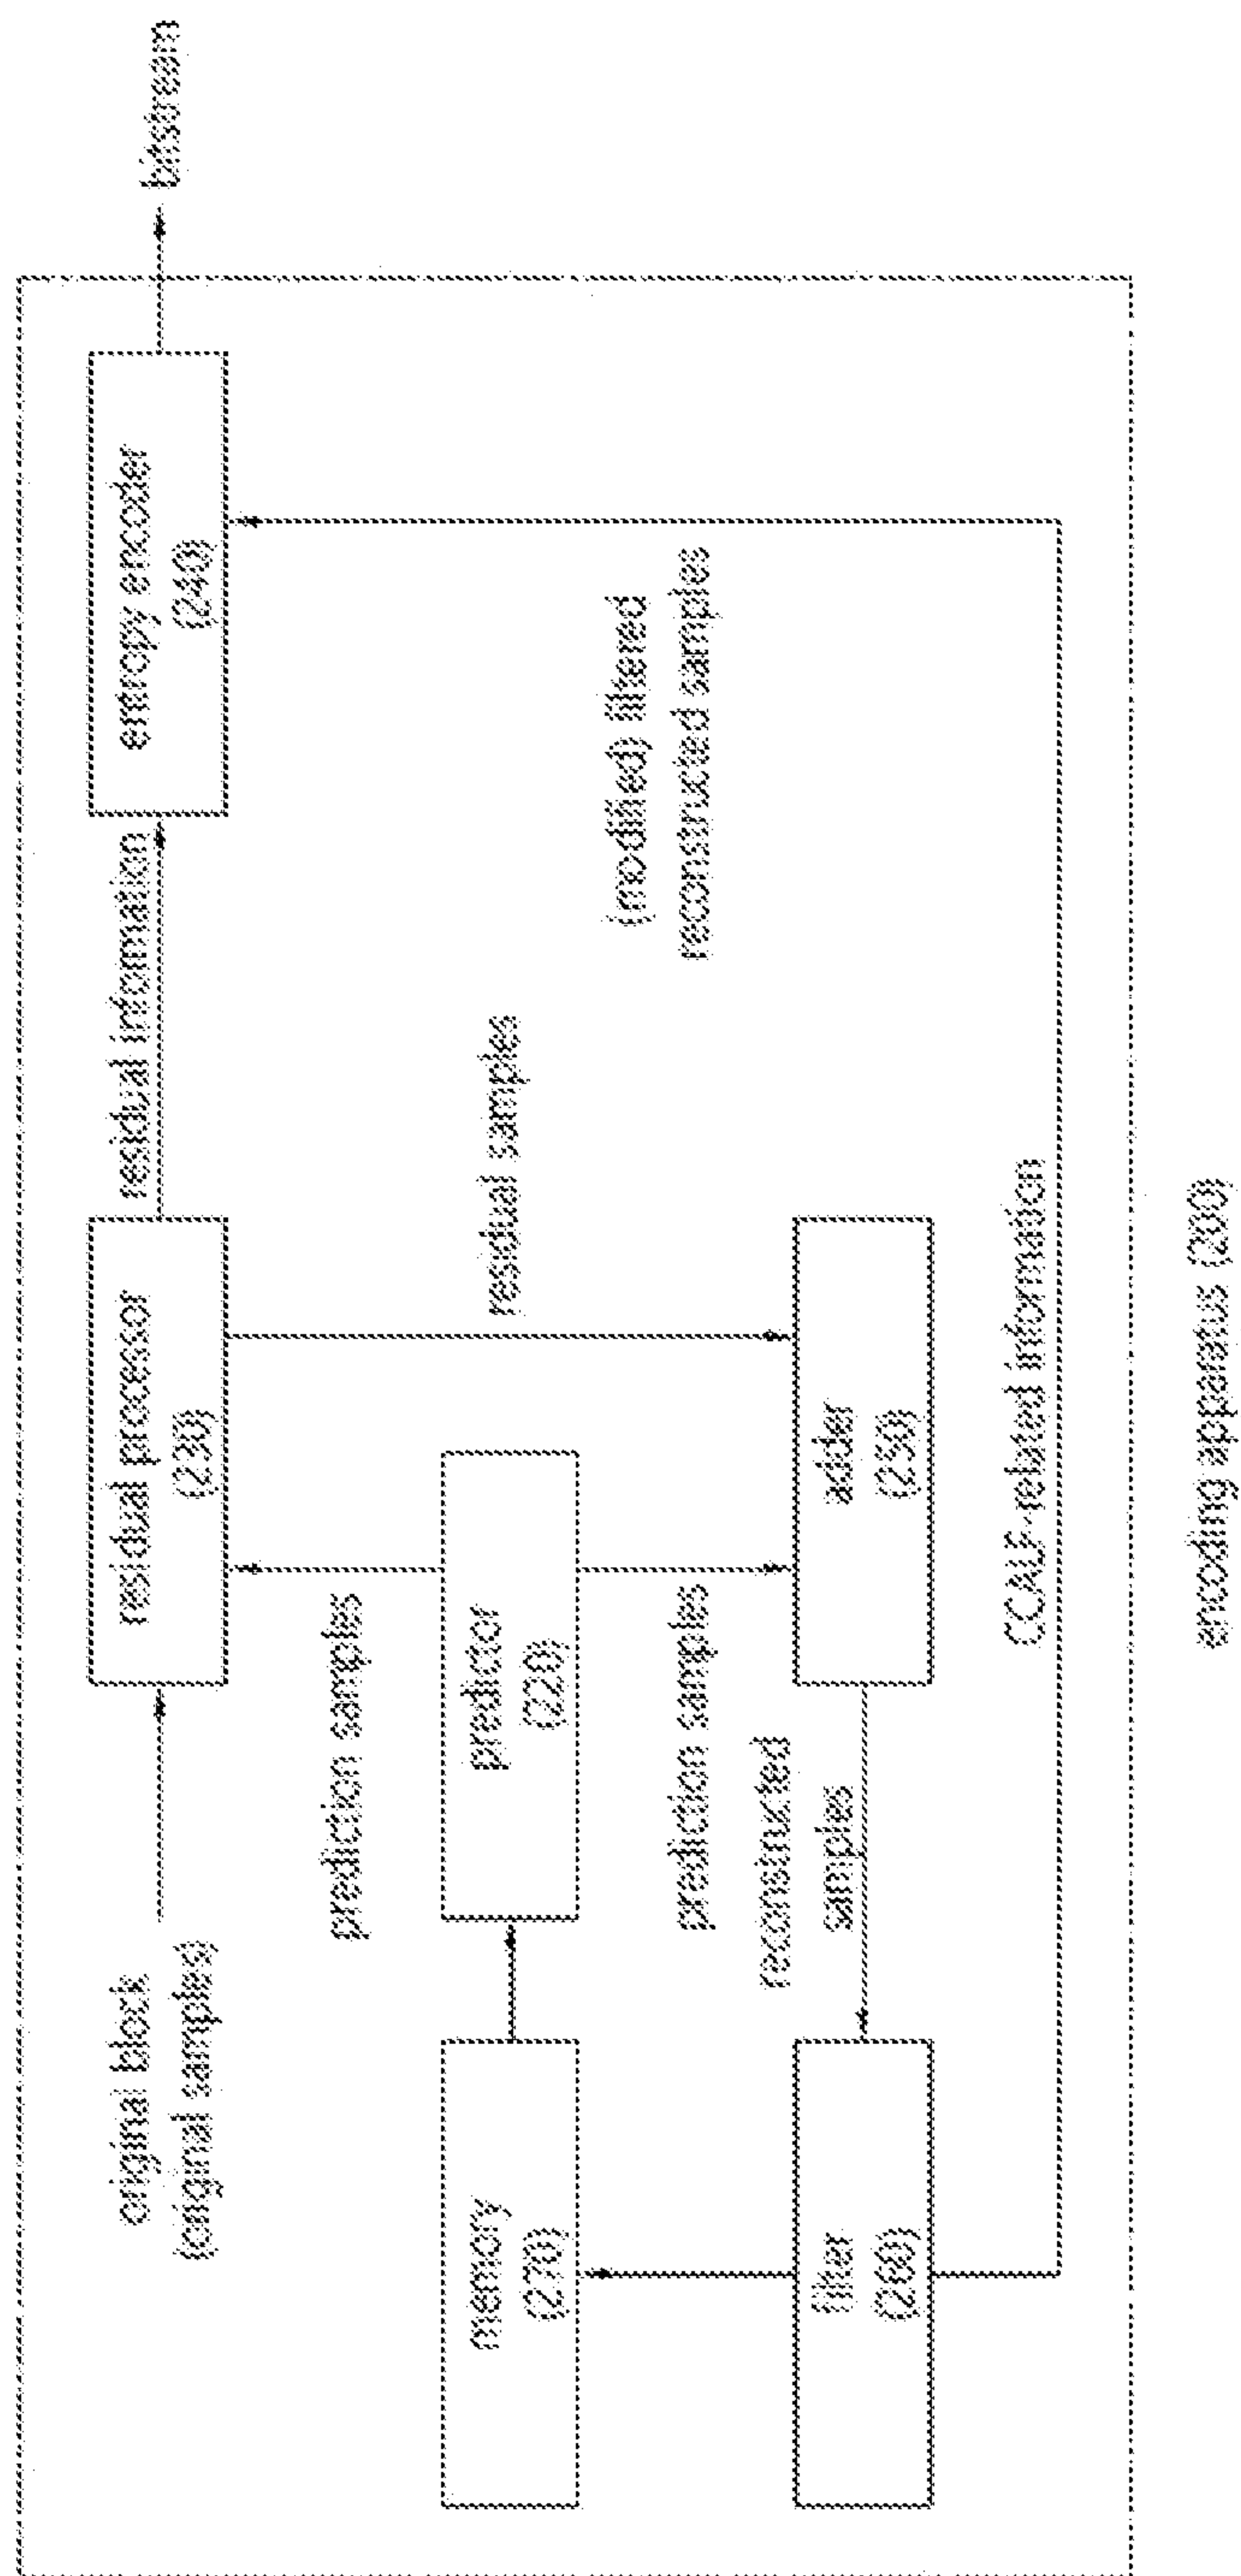 bitstream
residual processor
(230)
residual information
entropy encoder
(240)
original block
(original samples)
prediction samples
residual samples
memory
(270)
predictor
(220)
(modified) filtered
reconstructed samples
prediction samples
reconstructed
samples
filter
(260)
adder
(250)
CCALF-related information
encoding apparatus (200)